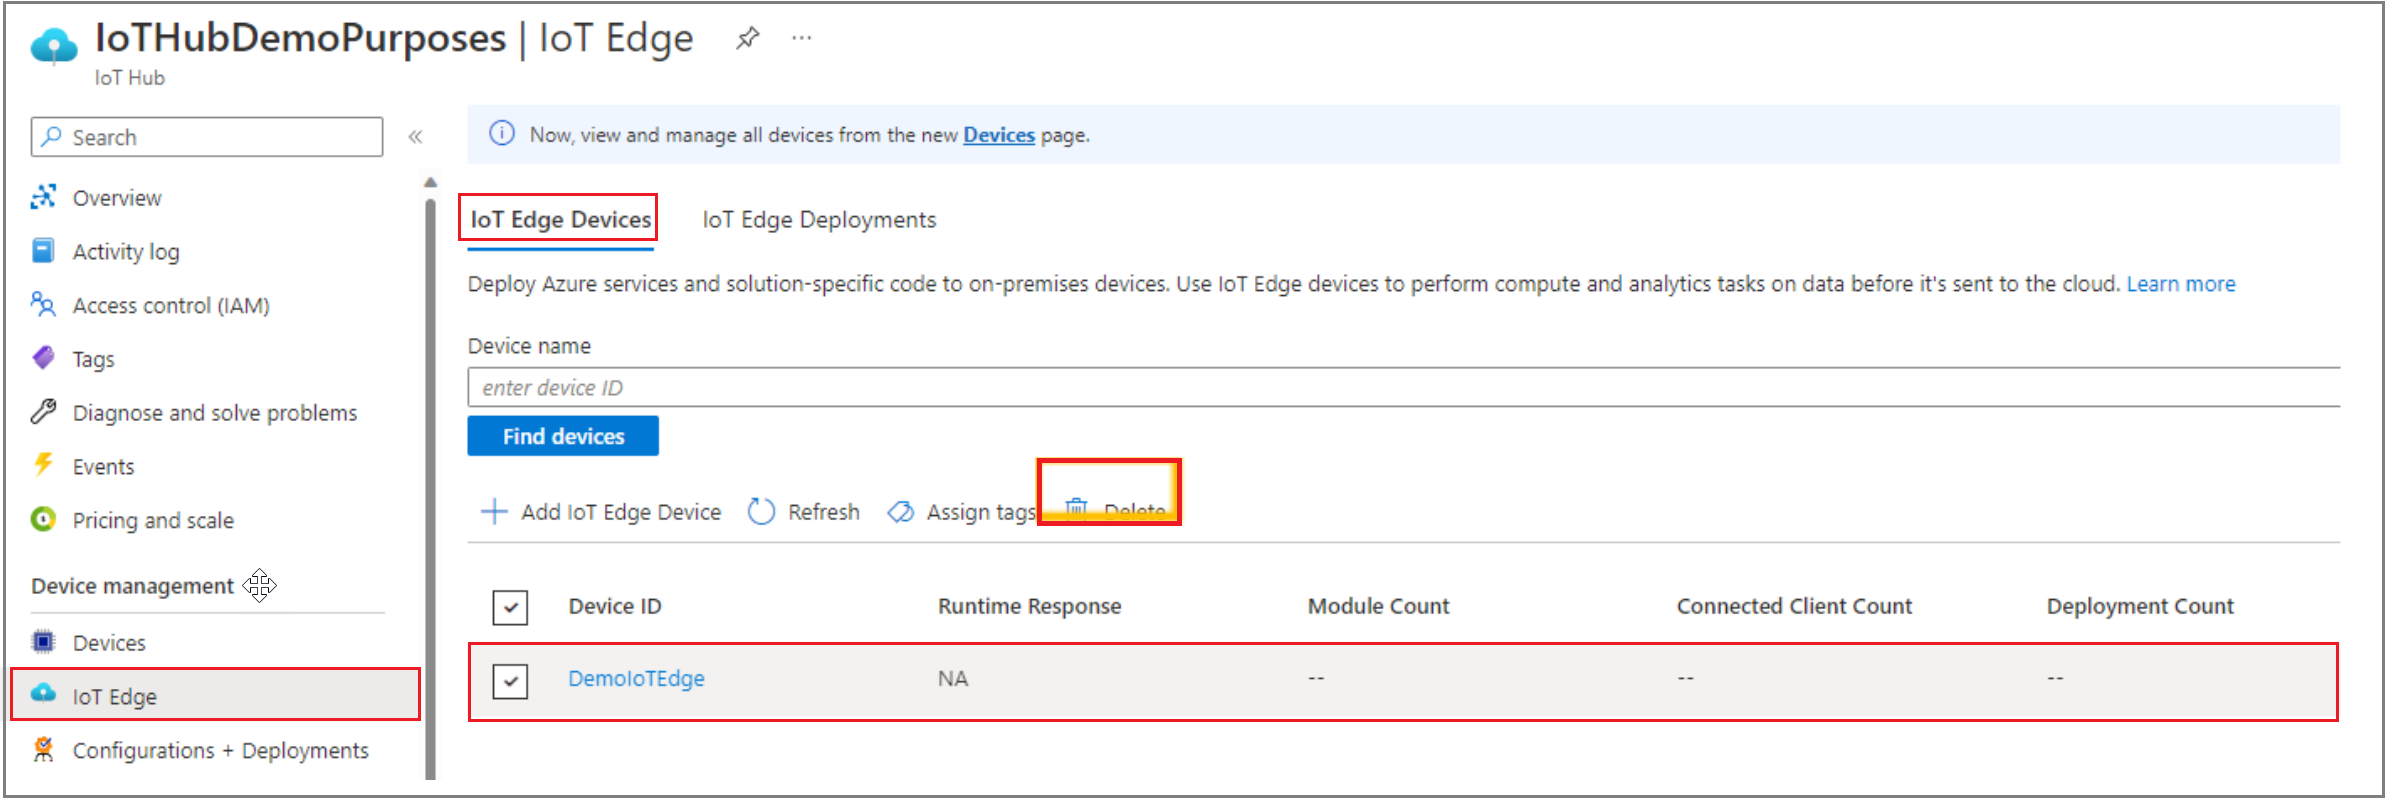 IoTHubDemoPurposes | IoT Edge
IoT Hub
Search
Overview
Activity log
Access control (IAM)
Tags
Diagnose and solve problems
Events
Pricing and scale
Device management
Devices
IoT Edge
Configurations + Deployments
Now, view and manage all devices from the new Devices page.
IoT Edge Devices IoT Edge Deployments
Deploy Azure services and solution-specific code to on-premises devices. Use IoT Edge devices to perform compute and analytics tasks on data before it's sent to the cloud. Learn more
Device name
enter device ID
Find devices
Add IoT Edge Device Refresh Assign tags Delete
Device ID Runtime Response Module Count Connected Client Count Deployment Count
DemoIoTEdge NA -- -- --